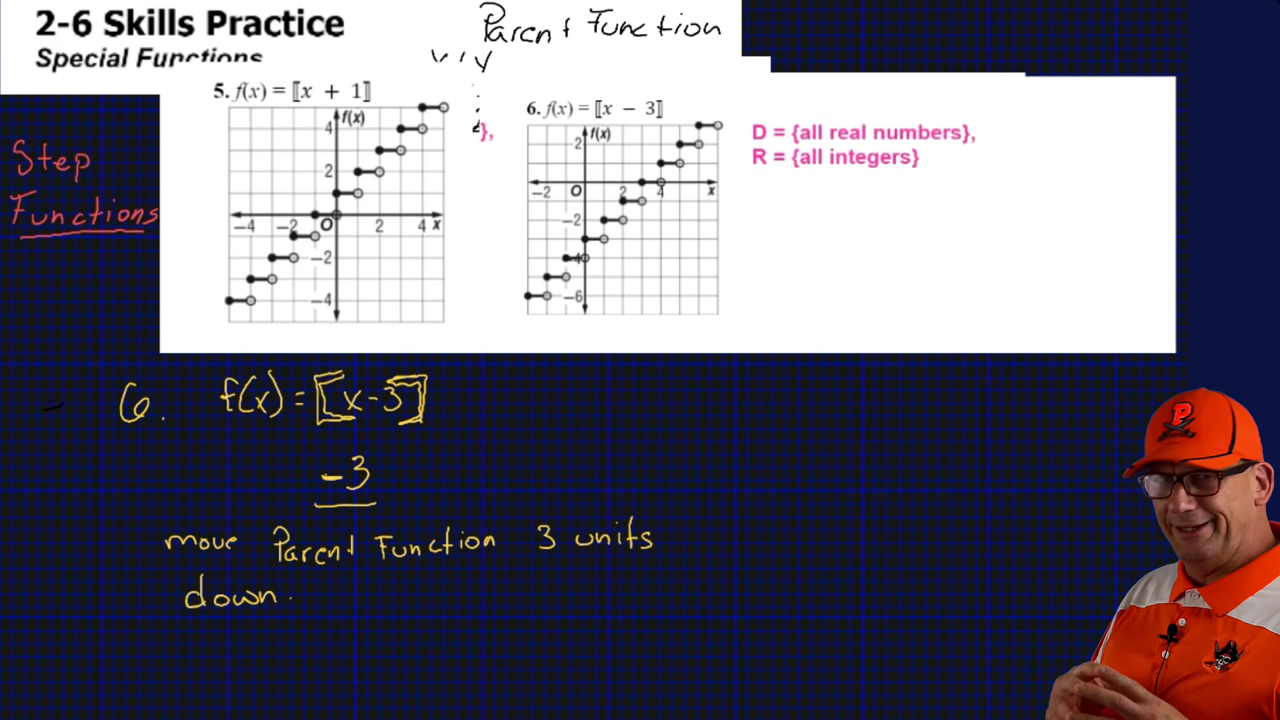 2-6 Skills Practice
Special Functions
Parent Function
Step
Functions
5. f(x) = ⟦x + 1⟧
f(x)
4
2
−4 −2 O 2 4 x
−2
−4
},
6. f(x) = ⟦x − 3⟧
f(x)
2
−2 O 2 4 x
−2
−4
−6
D = {all real numbers},
R = {all integers}
6. f(x) = ⟦x-3⟧
-3
move Parent Function 3 units
down.
P